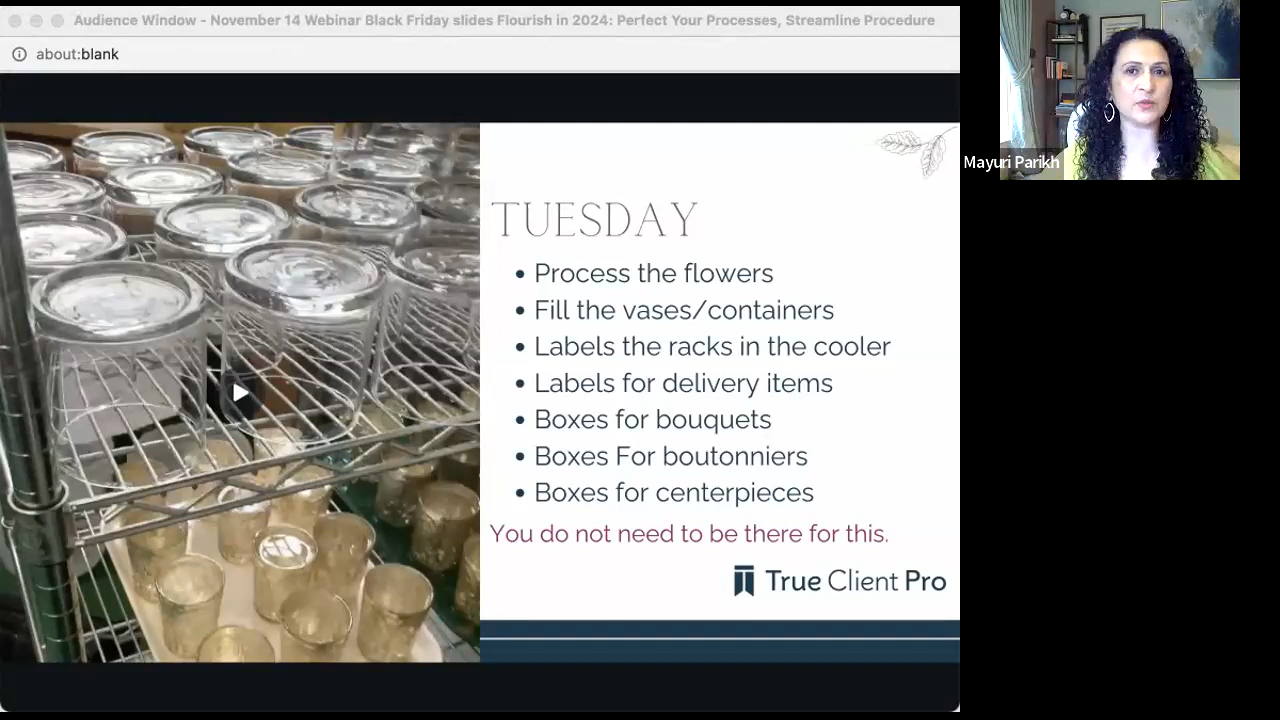 Audience Window - November 14 Webinar Black Friday slides Flourish in 2024: Perfect Your Processes, Streamline Procedure
about:blank
Mayuri Parikh
TUESDAY
• Process the flowers
• Fill the vases/containers
• Labels the racks in the cooler
• Labels for delivery items
• Boxes for bouquets
• Boxes For boutonniers
• Boxes for centerpieces
You do not need to be there for this.
True Client Pro